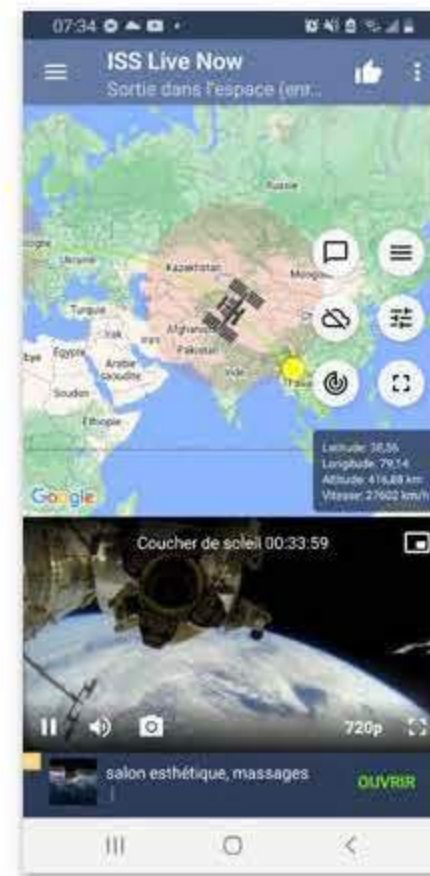 07:34
ISS Live Now
Sortie dans l'espace (enr...
Russie
Ukraine
Kazakhstan
Turquie
Irak
Iran
Afghanis
Pakistan
Egypte
Arabie
saoudite
Inde
Soudan
Ethiopie
Latitude: 38,56
Longitude: 79,14
Altitude: 416,88 km
Vitesse: 27602 km/h
Google
Coucher de soleil 00:33:59
720p
salon esthétique, massages
OUVRIR